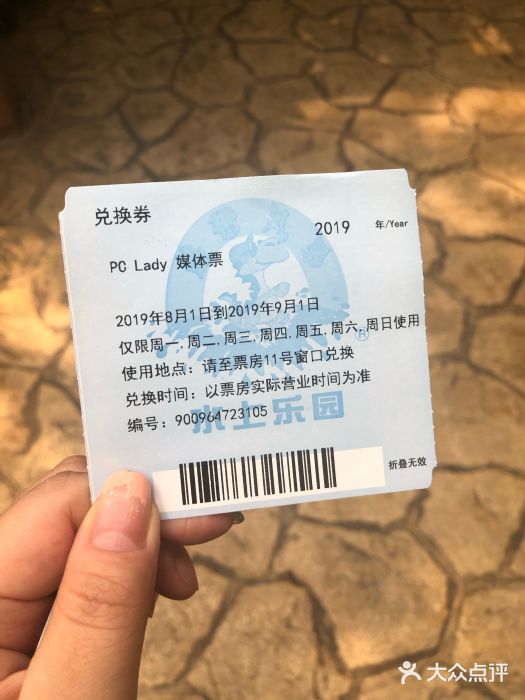 兑换券
2019 年/Year
PC Lady 媒体票
2019年8月1日到2019年9月1日
仅限周一,周二,周三,周四,周五,周六,周日使用
使用地点：请至票房11号窗口兑换
兑换时间：以票房实际营业时间为准
编号：900964723105
水上乐园
®
折叠无效
大众点评